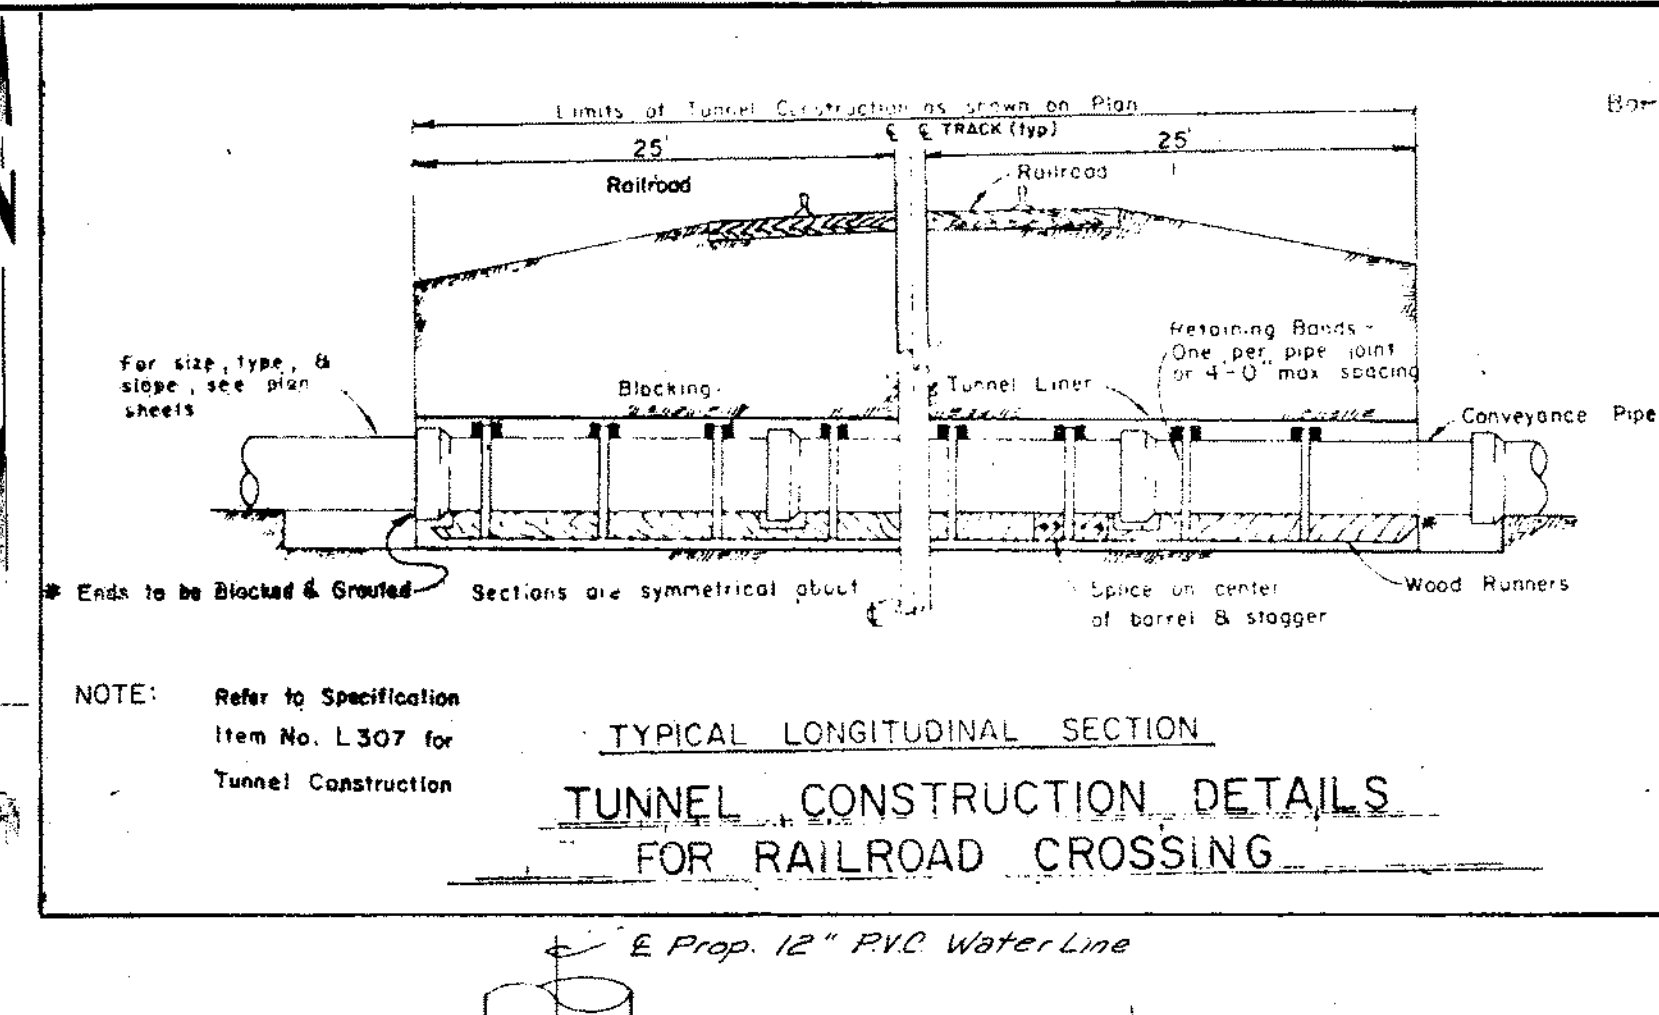 Limits of Tunnel Construction as shown on Plan
Bor
℄ ℄ TRACK (typ)
25' 25'
Railroad Railroad
Retaining Bands -
One per pipe joint
or 4'-0" max spacing
For size, type, &
slope, see plan
sheets
Blocking
Tunnel Liner
Conveyance Pipe
* Ends to be Blocked & Grouted
Sections are symmetrical about
℄
Splice on center
of barrel & stagger
Wood Runners
NOTE: Refer to Specification
Item No. L307 for
Tunnel Construction
TYPICAL LONGITUDINAL SECTION
TUNNEL CONSTRUCTION DETAILS
FOR RAILROAD CROSSING
℄ Prop. 12" P.V.C. Water Line